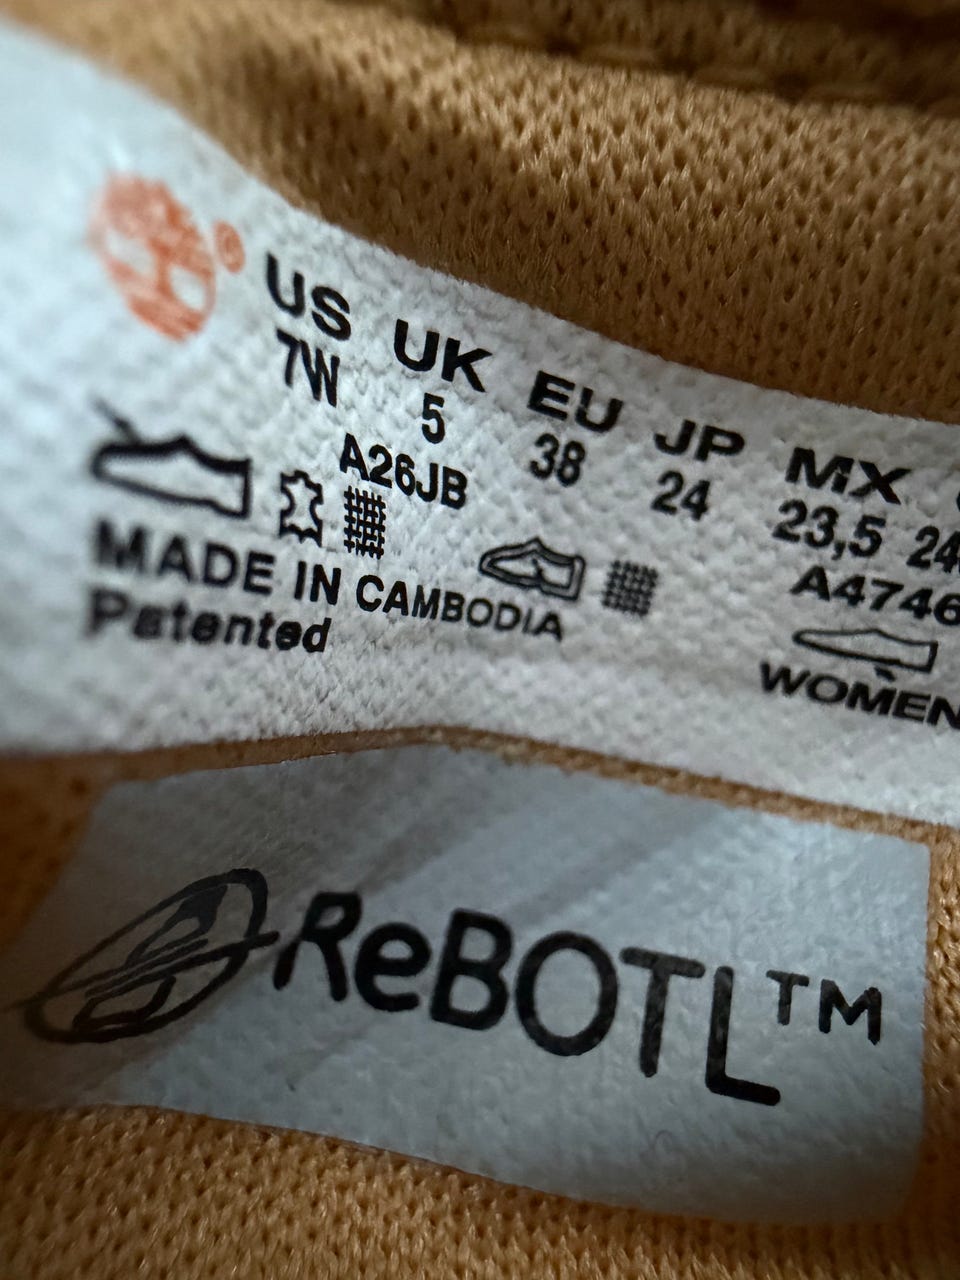 ®
US UK EU JP MX
7W 5 38 24 23,5
A26JB
A4746
MADE IN CAMBODIA
Patented
WOMEN
ReBOTL™